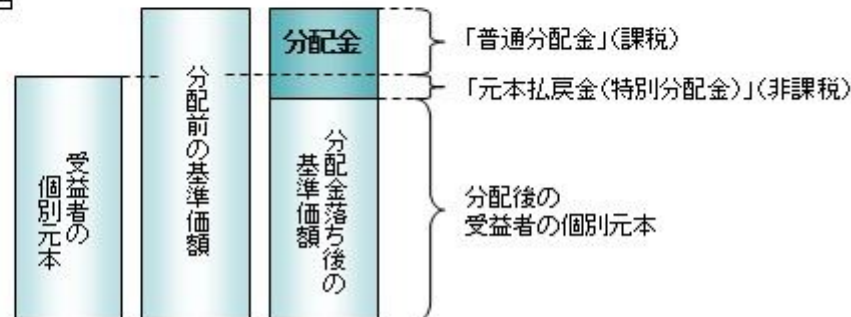 受益者の
個別元本
分配前の基準価額
分配金
分配金落ち後の
基準価額
「普通分配金」(課税)
「元本払戻金(特別分配金)」(非課税)
分配後の
受益者の個別元本